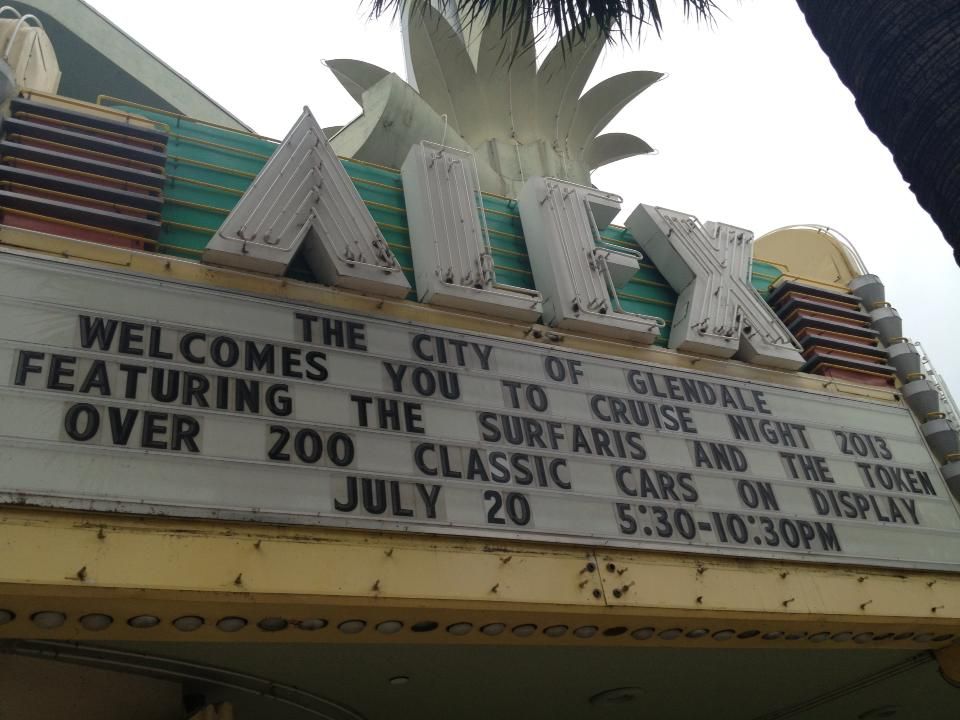 ALEX
THE CITY OF GLENDALE
WELCOMES YOU TO CRUISE NIGHT 2013
FEATURING THE SURFARIS AND THE TOKEN
OVER 200 CLASSIC CARS ON DISPLAY
JULY 20 5:30-10:30PM